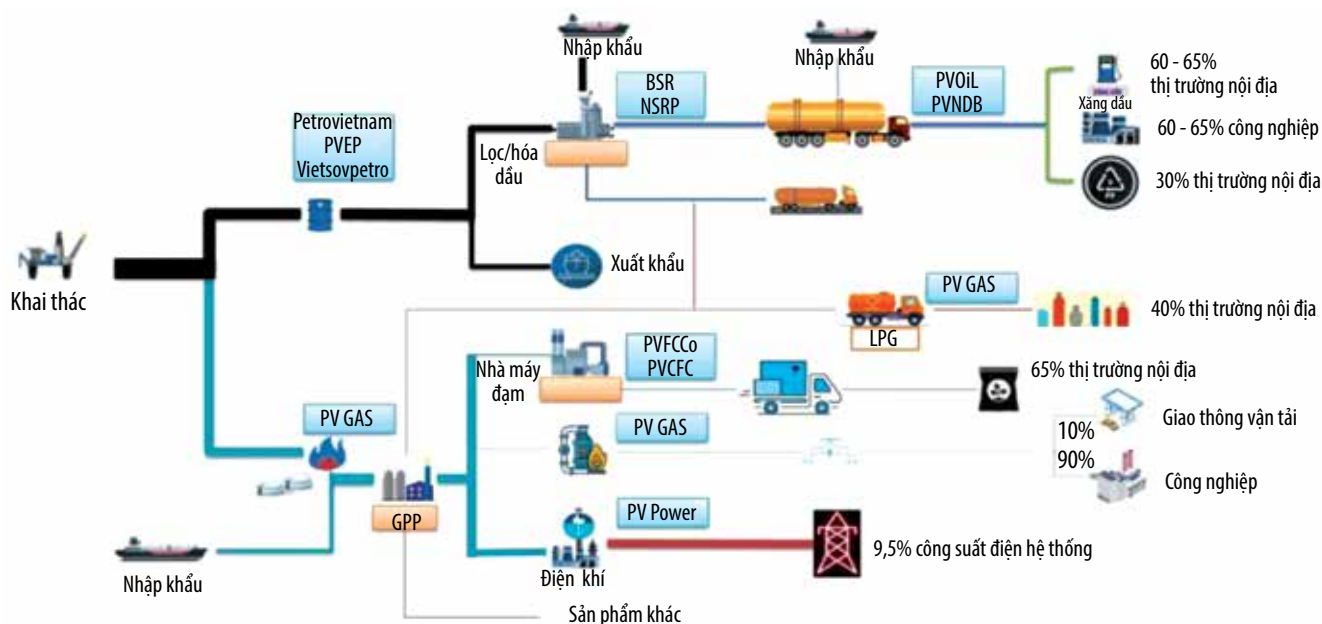 Nhập khẩu
Nhập khẩu
BSR
NSRP
PVOiL
PVNDB
60 - 65%
thị trường nội địa
Xăng dầu
60 - 65% công nghiệp
30% thị trường nội địa
Petrovietnam
PVEP
Vietsovpetro
Lọc/hóa
dầu
Xuất khẩu
Khai thác
PV GAS
LPG
40% thị trường nội địa
PVFCCo
PVCFC
Nhà máy
đạm
65% thị trường nội địa
PV GAS
PV GAS
10%
90%
Giao thông vận tải
Công nghiệp
GPP
PV Power
9,5% công suất điện hệ thống
Nhập khẩu
Điện khí
Sản phẩm khác